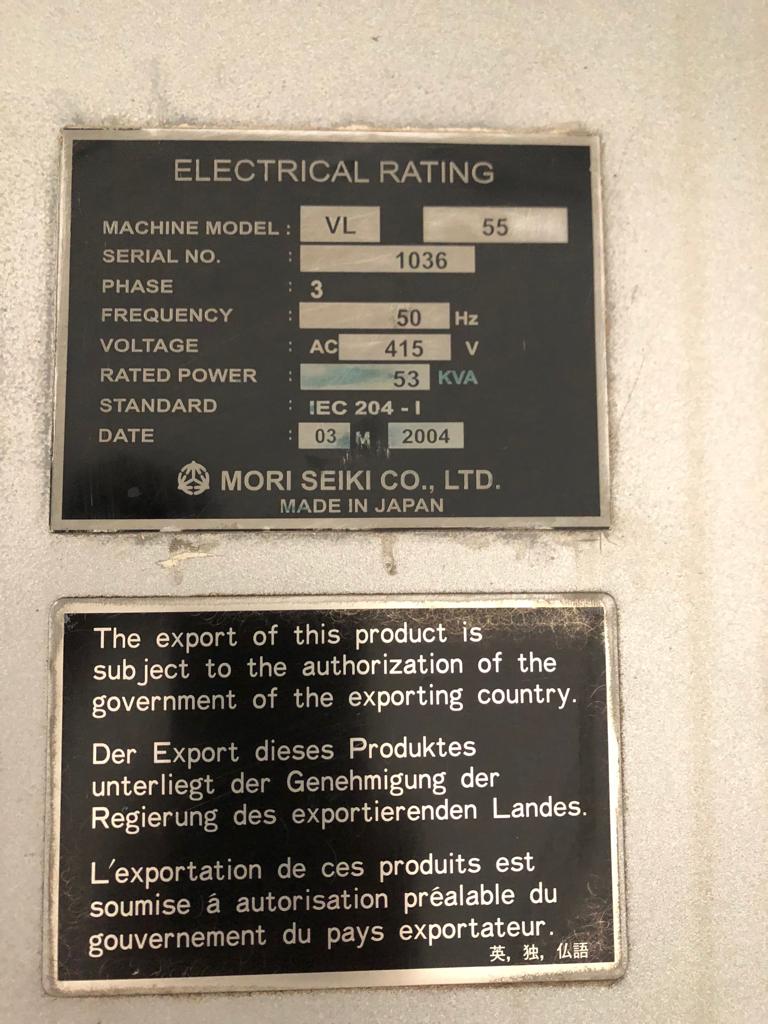 ELECTRICAL RATING
MACHINE MODEL : VL 55
SERIAL NO. : 1036
PHASE : 3
FREQUENCY : 50 Hz
VOLTAGE : AC 415 V
RATED POWER : 53 KVA
STANDARD : IEC 204 - I
DATE : 03 M 2004
MORI SEIKI CO., LTD.
MADE IN JAPAN
The export of this product is
subject to the authorization of the
government of the exporting country.
Der Export dieses Produktes
unterliegt der Genehmigung der
Regierung des exportierenden Landes.
L'exportation de ces produits est
soumise á autorisation préalable du
gouvernement du pays exportateur.
英, 独, 仏語